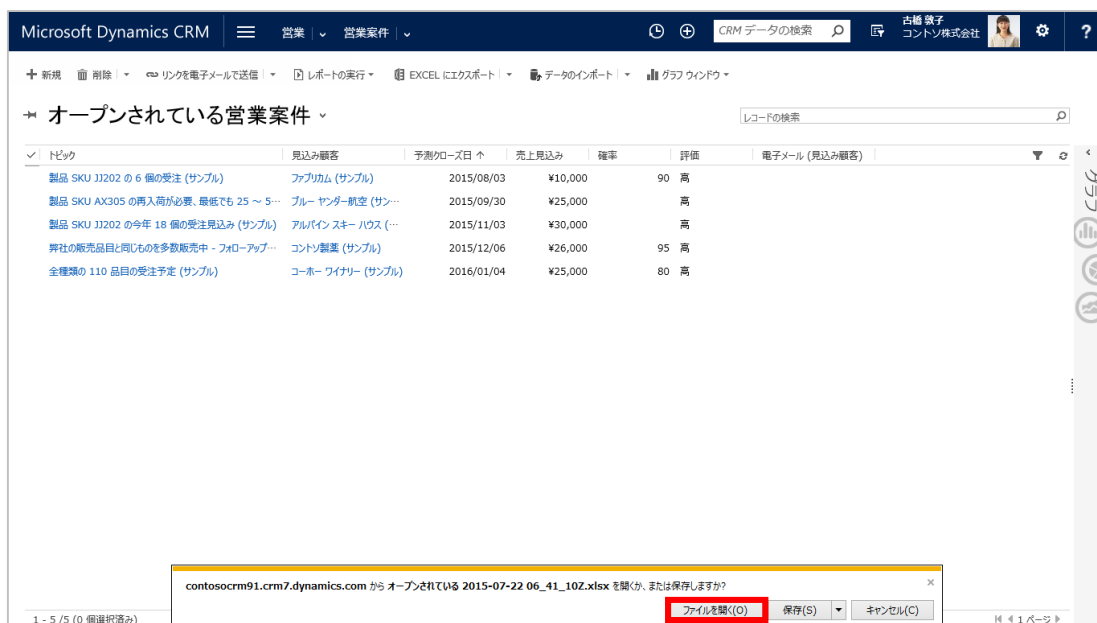 Microsoft Dynamics CRM 営業 営業案件 CRM データの検索 古橋 敦子 コントソ株式会社 ?
新規 削除 リンクを電子メールで送信 レポートの実行 EXCEL にエクスポート データのインポート グラフ ウィンドウ
オープンされている営業案件 レコードの検索
トピック 見込み顧客 予測クローズ日 売上見込み 確率 評価 電子メール (見込み顧客)
製品 SKU JJ202 の 6 個の受注 (サンプル) ファブリカム (サンプル) 2015/08/03 ¥10,000 90 高
製品 SKU AX305 の再入荷が必要、最低でも 25 ～ 5… ブルー ヤンダー航空 (サン… 2015/09/30 ¥25,000 高
製品 SKU JJ202 の今年 18 個の受注見込み (サンプル) アルパイン スキー ハウス (… 2015/11/03 ¥30,000 高
弊社の販売品目と同じものを多数販売中 - フォローアップ… コントソ製薬 (サンプル) 2015/12/06 ¥26,000 95 高
全種類の 110 品目の受注予定 (サンプル) コーホー ワイナリー (サンプル) 2016/01/04 ¥25,000 80 高
グラフ
contosocrm91.crm7.dynamics.com から オープンされている 2015-07-22 06_41_10Z.xlsx を開くか、または保存しますか?
ファイルを開く(O) 保存(S) キャンセル(C)
1 - 5 /5 (0 個選択済み) 1 ページ